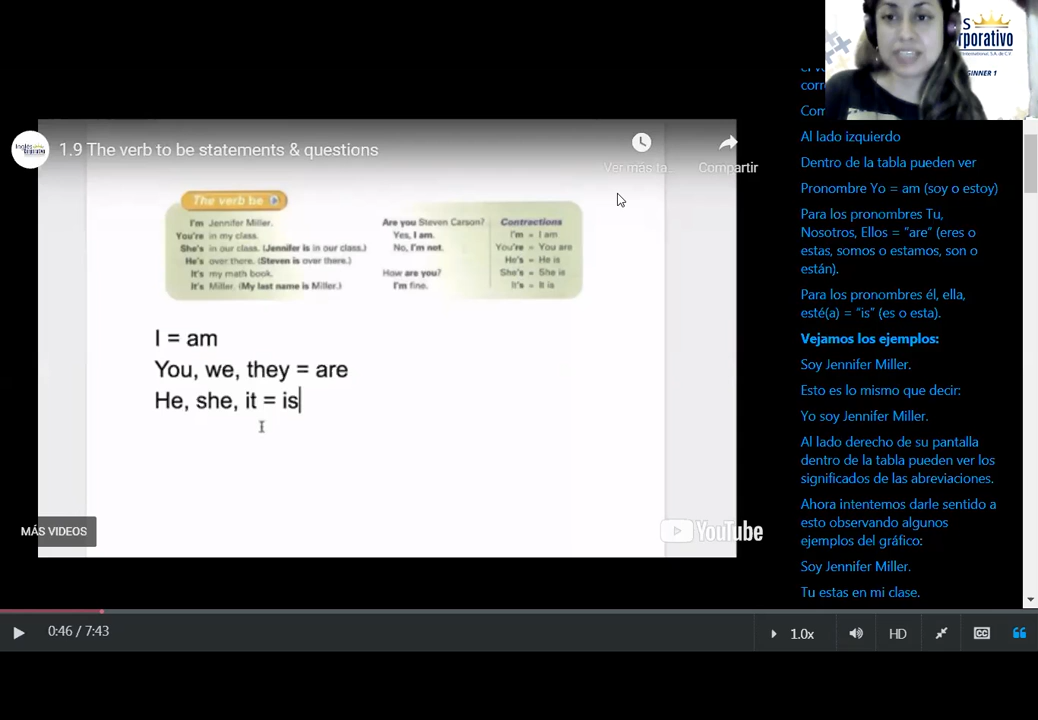 S
rporativo
International, S.A. de C.V.
GINNER 1
Com
Al lado izquierdo
Dentro de la tabla pueden ver
Pronombre Yo = am (soy o estoy)
Para los pronombres Tu,
Nosotros, Ellos = “are” (eres o
estas, somos o estamos, son o
están).
Para los pronombres él, ella,
esté(a) = “is” (es o esta).
Vejamos los ejemplos:
Soy Jennifer Miller.
Esto es lo mismo que decir:
Yo soy Jennifer Miller.
Al lado derecho de su pantalla
dentro de la tabla pueden ver los
significados de las abreviaciones.
Ahora intentemos darle sentido a
esto observando algunos
ejemplos del gráfico:
Soy Jennifer Miller.
Tu estas en mi clase.
1.9 The verb to be statements & questions
Ver más ta...
Compartir
The verb be
I'm Jennifer Miller.
You're in my class.
She's in our class. (Jennifer is in our class.)
He's over there. (Steven is over there.)
It's my math book.
It's Miller. (My last name is Miller.)
Are you Steven Carson?
Yes, I am.
No, I'm not.
How are you?
I'm fine.
Contractions
I'm = I am
You're = You are
He's = He is
She's = She is
It's = It is
I = am
You, we, they = are
He, she, it = is
MÁS VIDEOS
YouTube
0:46 / 7:43
1.0x
HD
CC